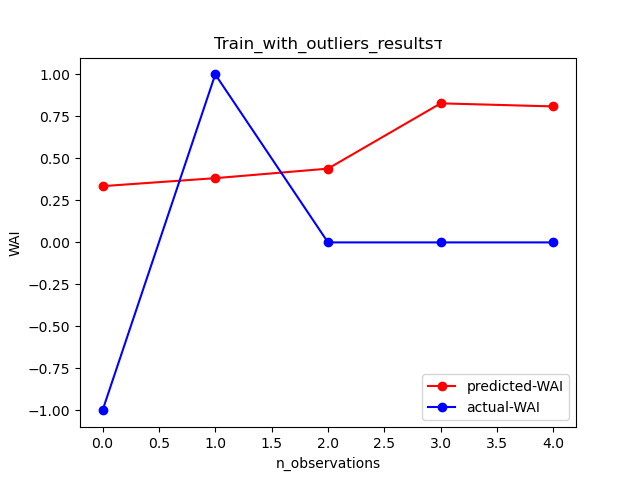 Train_with_outliers_resultsד
1.00
0.75
0.50
0.25
0.00
−0.25
−0.50
−0.75
−1.00
WAI
predicted-WAI
actual-WAI
0.0 0.5 1.0 1.5 2.0 2.5 3.0 3.5 4.0
n_observations